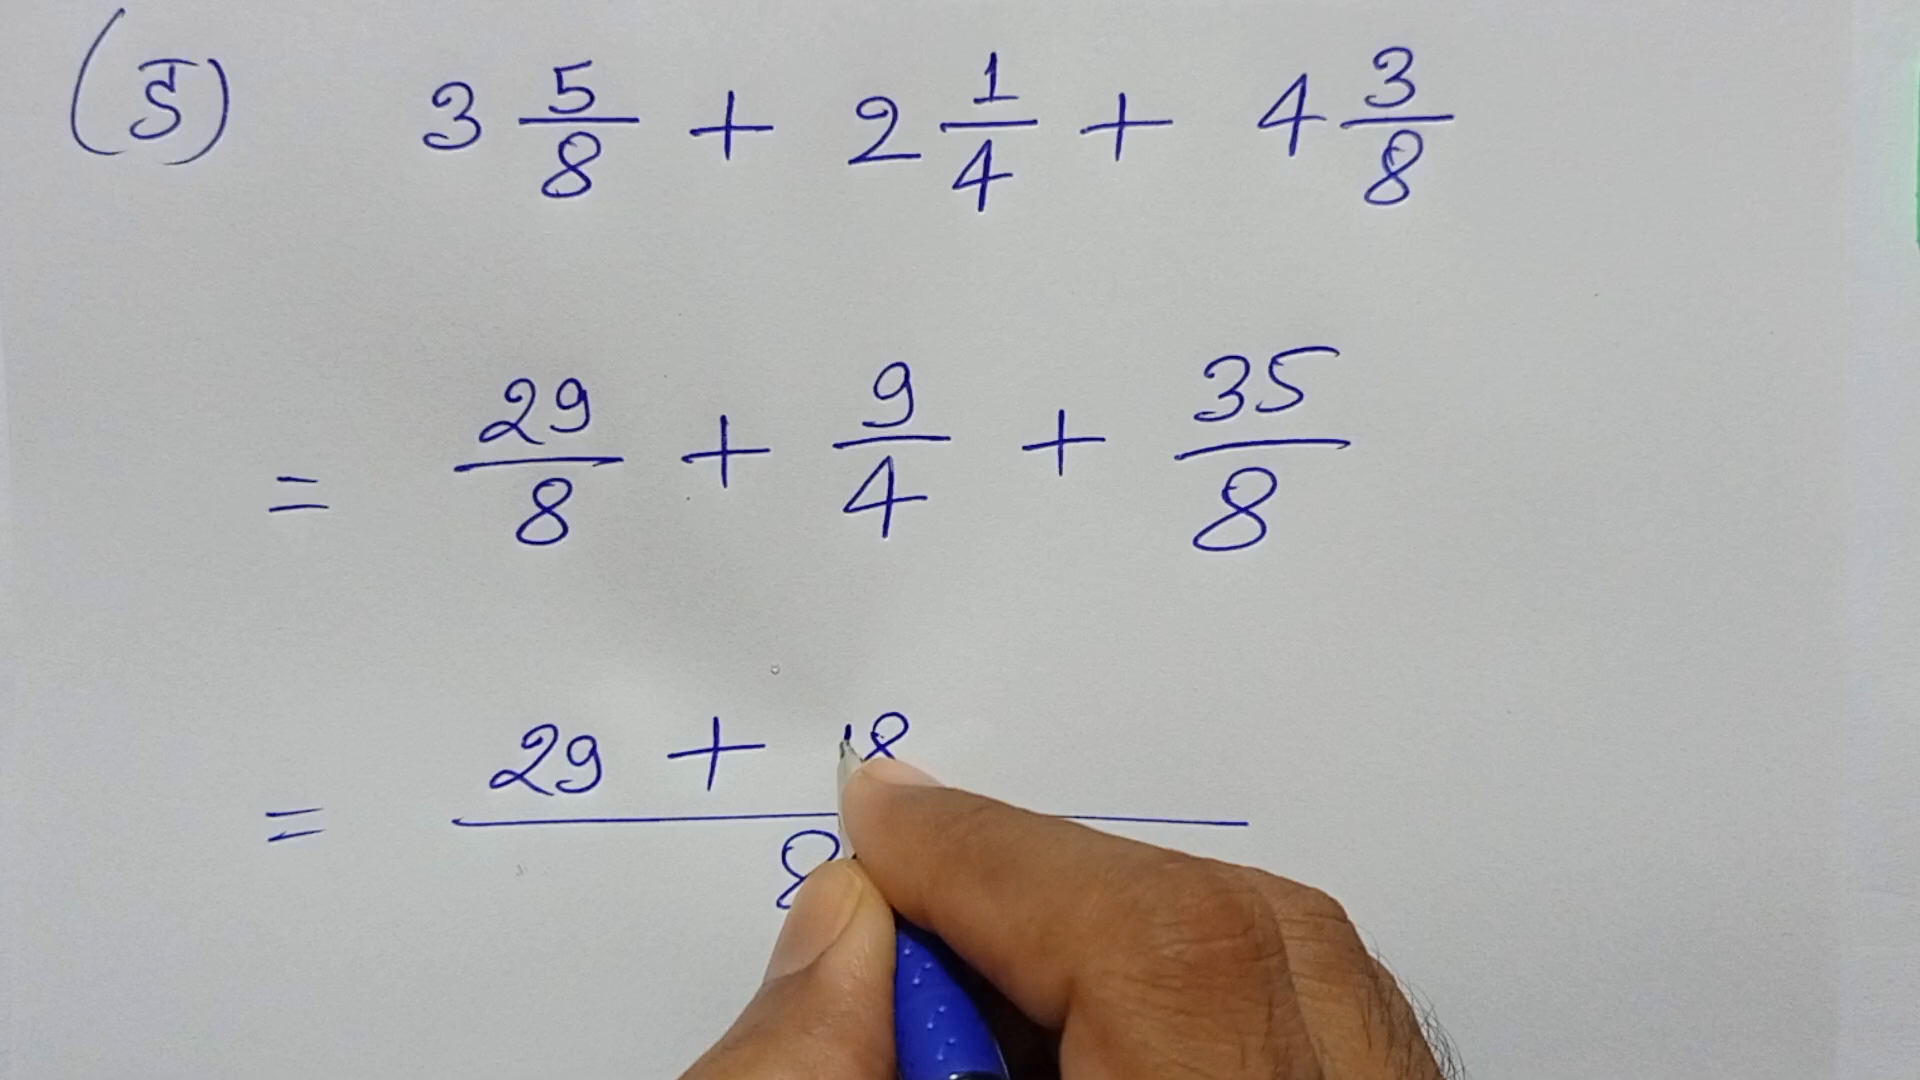 (ड) 3 5/8 + 2 1/4 + 4 3/8
= 29/8 + 9/4 + 35/8
= 29 + 18/8